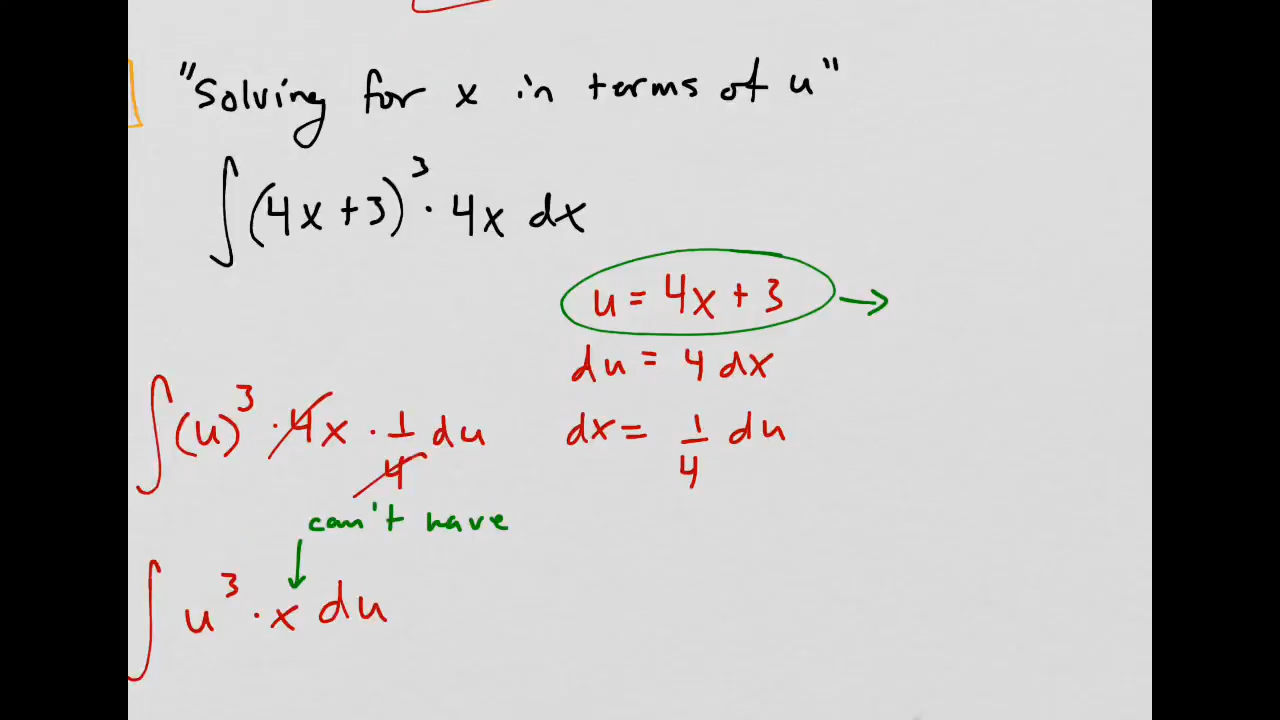 "Solving for x in terms of u"
∫(4x+3)³ · 4x dx
u = 4x + 3 →
du = 4 dx
∫(u)³ · 4x · 1/4 du
dx = 1/4 du
can't have
∫ u³ · x du